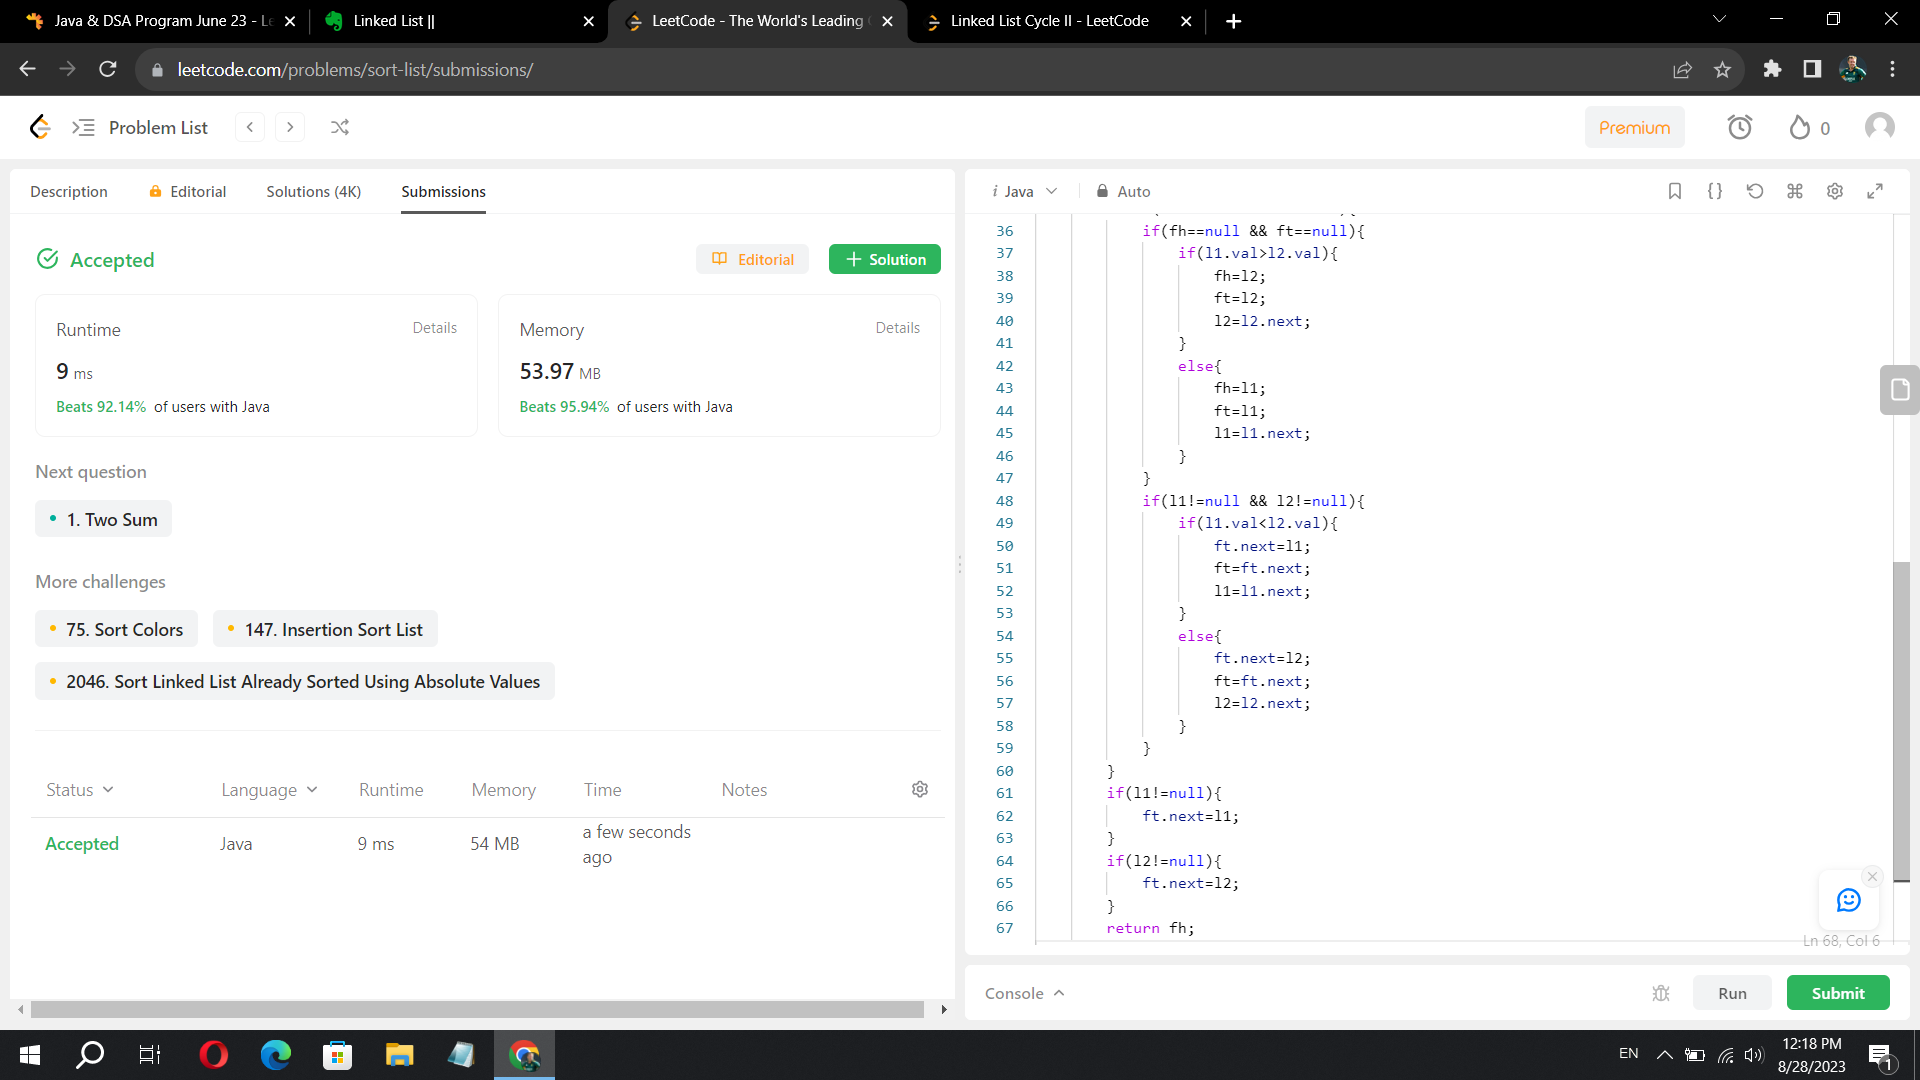 Java & DSA Program June 23 - Le
Linked List ||
LeetCode - The World's Leading
Linked List Cycle II - LeetCode
leetcode.com/problems/sort-list/submissions/
Problem List
Premium
0
Description
Editorial
Solutions (4K)
Submissions
Accepted
Editorial
+ Solution
Runtime
Details
9 ms
Beats 92.14% of users with Java
Memory
Details
53.97 MB
Beats 95.94% of users with Java
Next question
1. Two Sum
More challenges
75. Sort Colors
147. Insertion Sort List
2046. Sort Linked List Already Sorted Using Absolute Values
Status Language Runtime Memory Time Notes
Accepted Java 9 ms 54 MB a few seconds
ago
i Java
Auto
36 if(fh==null && ft==null){
37 if(l1.val>l2.val){
38 fh=l2;
39 ft=l2;
40 l2=l2.next;
41 }
42 else{
43 fh=l1;
44 ft=l1;
45 l1=l1.next;
46 }
47 }
48 if(l1!=null && l2!=null){
49 if(l1.val<l2.val){
50 ft.next=l1;
51 ft=ft.next;
52 l1=l1.next;
53 }
54 else{
55 ft.next=l2;
56 ft=ft.next;
57 l2=l2.next;
58 }
59 }
60 }
61 if(l1!=null){
62 ft.next=l1;
63 }
64 if(l2!=null){
65 ft.next=l2;
66 }
67 return fh;
Ln 68, Col 6
Console
Run
Submit
EN
12:18 PM
8/28/2023
1